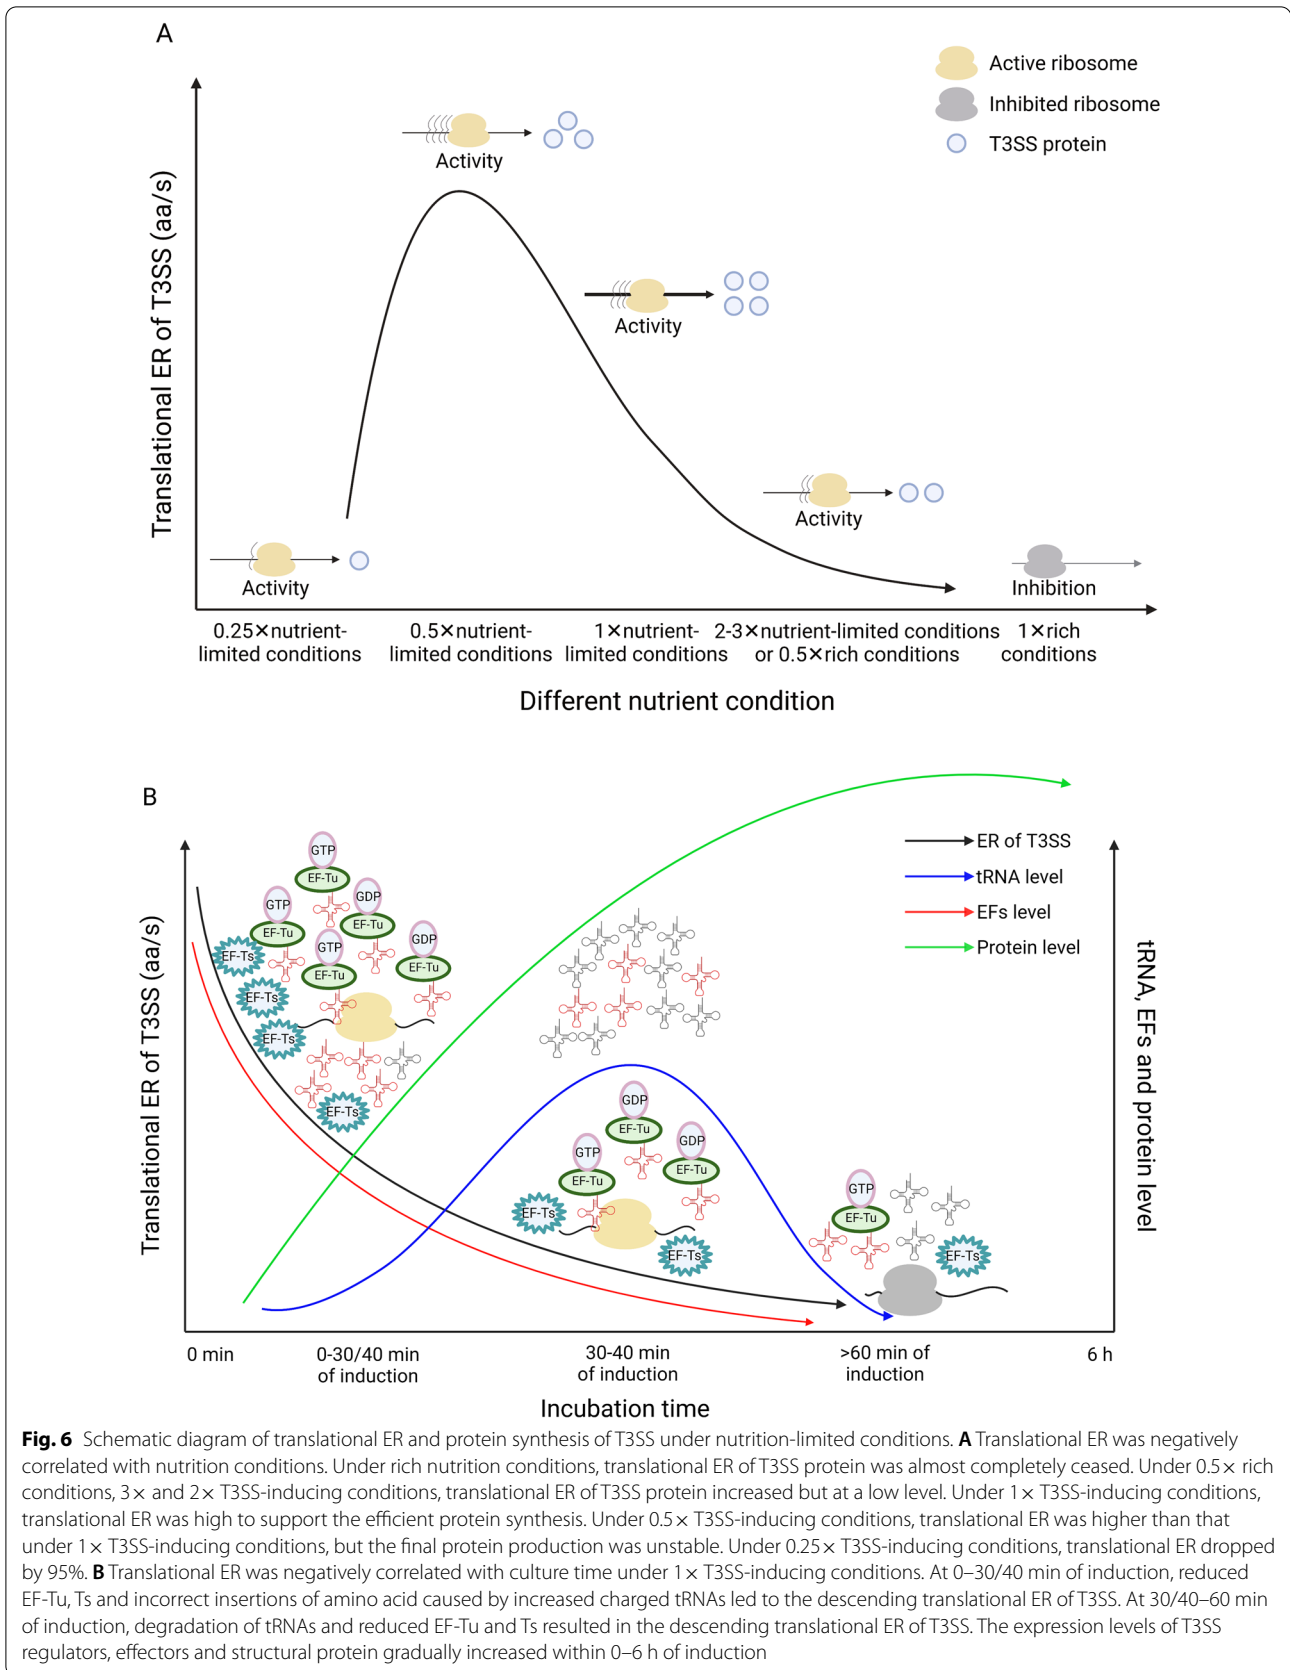 A
Active ribosome
Inhibited ribosome
T3SS protein
Translational ER of T3SS (aa/s)
Activity
Activity
Activity
Activity
Inhibition
0.25×nutrient-
limited conditions
0.5×nutrient-
limited conditions
1×nutrient-
limited conditions
2-3×nutrient-limited conditions
or 0.5×rich conditions
1×rich
conditions
Different nutrient condition
B
ER of T3SS
tRNA level
EFs level
Protein level
Translational ER of T3SS (aa/s)
tRNA, EFs and protein level
GTP
EF-Tu
GTP
EF-Tu
GDP
EF-Tu
GTP
EF-Tu
GDP
EF-Tu
EF-Ts
EF-Ts
EF-Ts
EF-Ts
GDP
EF-Tu
GTP
EF-Tu
GDP
EF-Tu
EF-Ts
EF-Ts
GTP
EF-Tu
EF-Ts
0 min
0-30/40 min
of induction
30-40 min
of induction
>60 min of
induction
6 h
Incubation time
Fig. 6 Schematic diagram of translational ER and protein synthesis of T3SS under nutrition-limited conditions. A Translational ER was negatively
correlated with nutrition conditions. Under rich nutrition conditions, translational ER of T3SS protein was almost completely ceased. Under 0.5× rich
conditions, 3× and 2× T3SS-inducing conditions, translational ER of T3SS protein increased but at a low level. Under 1× T3SS-inducing conditions,
translational ER was high to support the efficient protein synthesis. Under 0.5× T3SS-inducing conditions, translational ER was higher than that
under 1× T3SS-inducing conditions, but the final protein production was unstable. Under 0.25× T3SS-inducing conditions, translational ER dropped
by 95%. B Translational ER was negatively correlated with culture time under 1× T3SS-inducing conditions. At 0–30/40 min of induction, reduced
EF-Tu, Ts and incorrect insertions of amino acid caused by increased charged tRNAs led to the descending translational ER of T3SS. At 30/40–60 min
of induction, degradation of tRNAs and reduced EF-Tu and Ts resulted in the descending translational ER of T3SS. The expression levels of T3SS
regulators, effectors and structural protein gradually increased within 0–6 h of induction